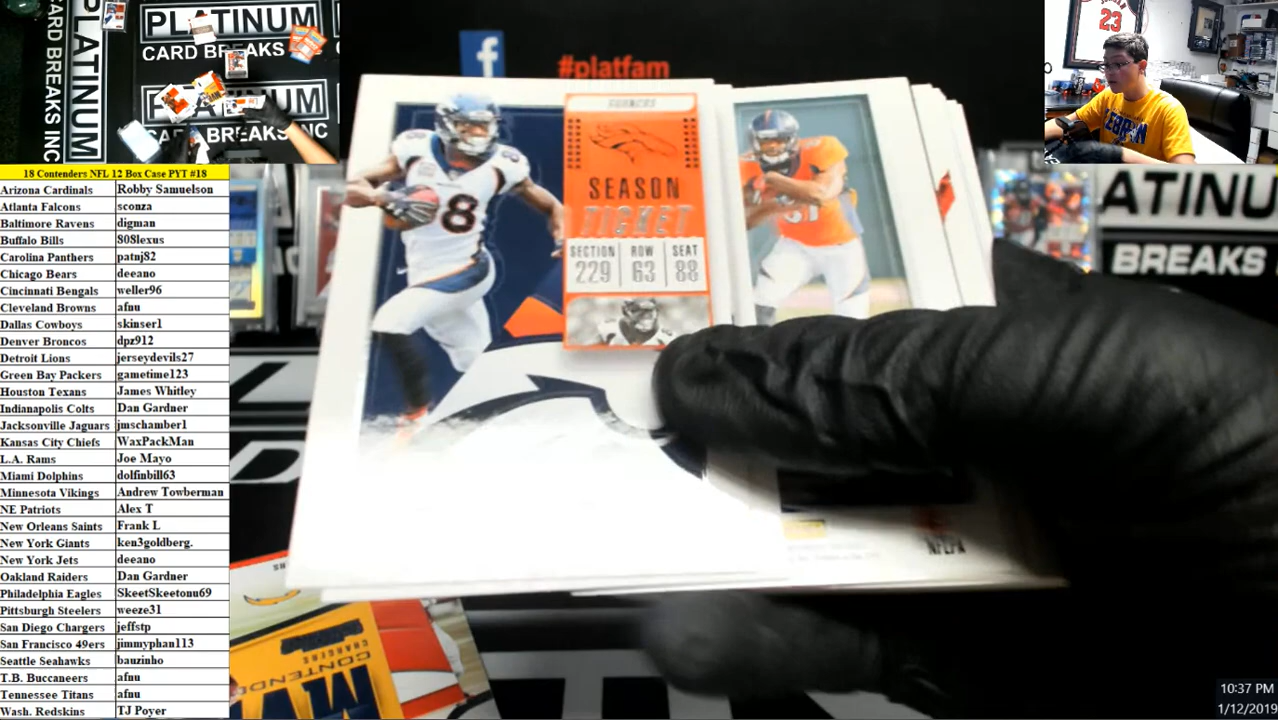 PLATINUM
CARD BREAKS
PLATINUM
CARD BREAKS INC
CARD BREAKS INC
PLATINUM
#platfam
23
18 Contenders NFL 12 Box Case PYT #18
Arizona Cardinals Robby Samuelson
Atlanta Falcons sconza
Baltimore Ravens digman
Buffalo Bills 808lexus
Carolina Panthers patnj82
Chicago Bears deeano
Cincinnati Bengals weller96
Cleveland Browns afnu
Dallas Cowboys skinser1
Denver Broncos dpz912
Detroit Lions jerseydevils27
Green Bay Packers gametime123
Houston Texans James Whitley
Indianapolis Colts Dan Gardner
Jacksonville Jaguars jmschamber1
Kansas City Chiefs WaxPackMan
L.A. Rams Joe Mayo
Miami Dolphins dolfinbill63
Minnesota Vikings Andrew Towberman
NE Patriots Alex T
New Orleans Saints Frank L
New York Giants ken3goldberg.
New York Jets deeano
Oakland Raiders Dan Gardner
Philadelphia Eagles SkeetSkeetonu69
Pittsburgh Steelers weeze31
San Diego Chargers jeffstp
San Francisco 49ers jimmyphan113
Seattle Seahawks bauzinho
T.B. Buccaneers afnu
Tennessee Titans afnu
Wash. Redskins TJ Poyer
BRONCOS
SEASON
TICKET
SECTION ROW SEAT
229 63 88
8
ATINUM
BREAKS
NFLPA
CHARGERS
CONTENDE
10:37 PM
1/12/2019